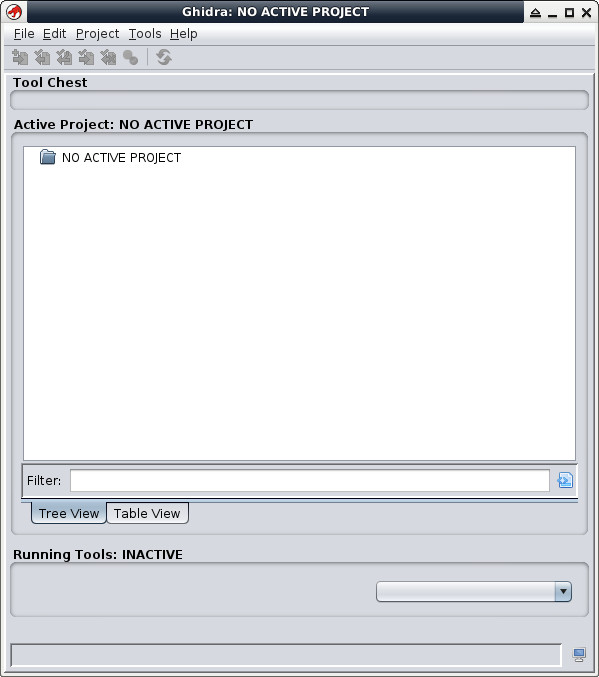 Ghidra: NO ACTIVE PROJECT
File Edit Project Tools Help
Tool Chest
Active Project: NO ACTIVE PROJECT
NO ACTIVE PROJECT
Filter:
Tree View Table View
Running Tools: INACTIVE